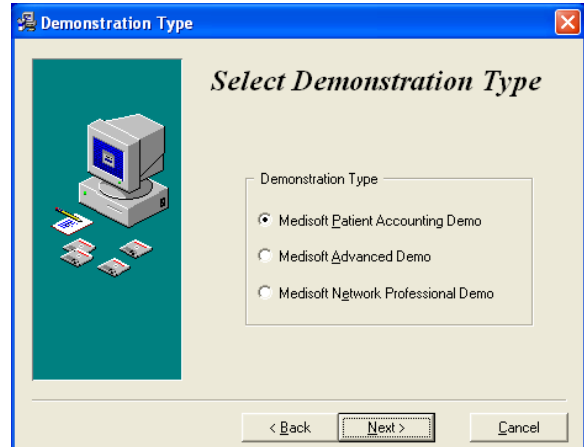 Demonstration Type
Select Demonstration Type
Demonstration Type
Medisoft Patient Accounting Demo
Medisoft Advanced Demo
Medisoft Network Professional Demo
< Back Next > Cancel